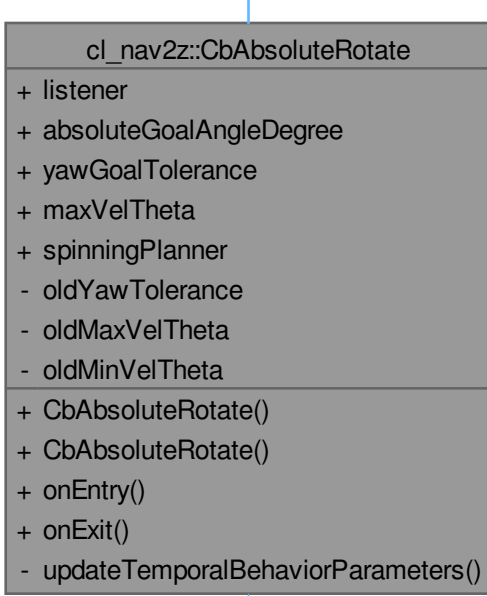 cl_nav2z::CbAbsoluteRotate
+ listener
+ absoluteGoalAngleDegree
+ yawGoalTolerance
+ maxVelTheta
+ spinningPlanner
- oldYawTolerance
- oldMaxVelTheta
- oldMinVelTheta
+ CbAbsoluteRotate()
+ CbAbsoluteRotate()
+ onEntry()
+ onExit()
- updateTemporalBehaviorParameters()